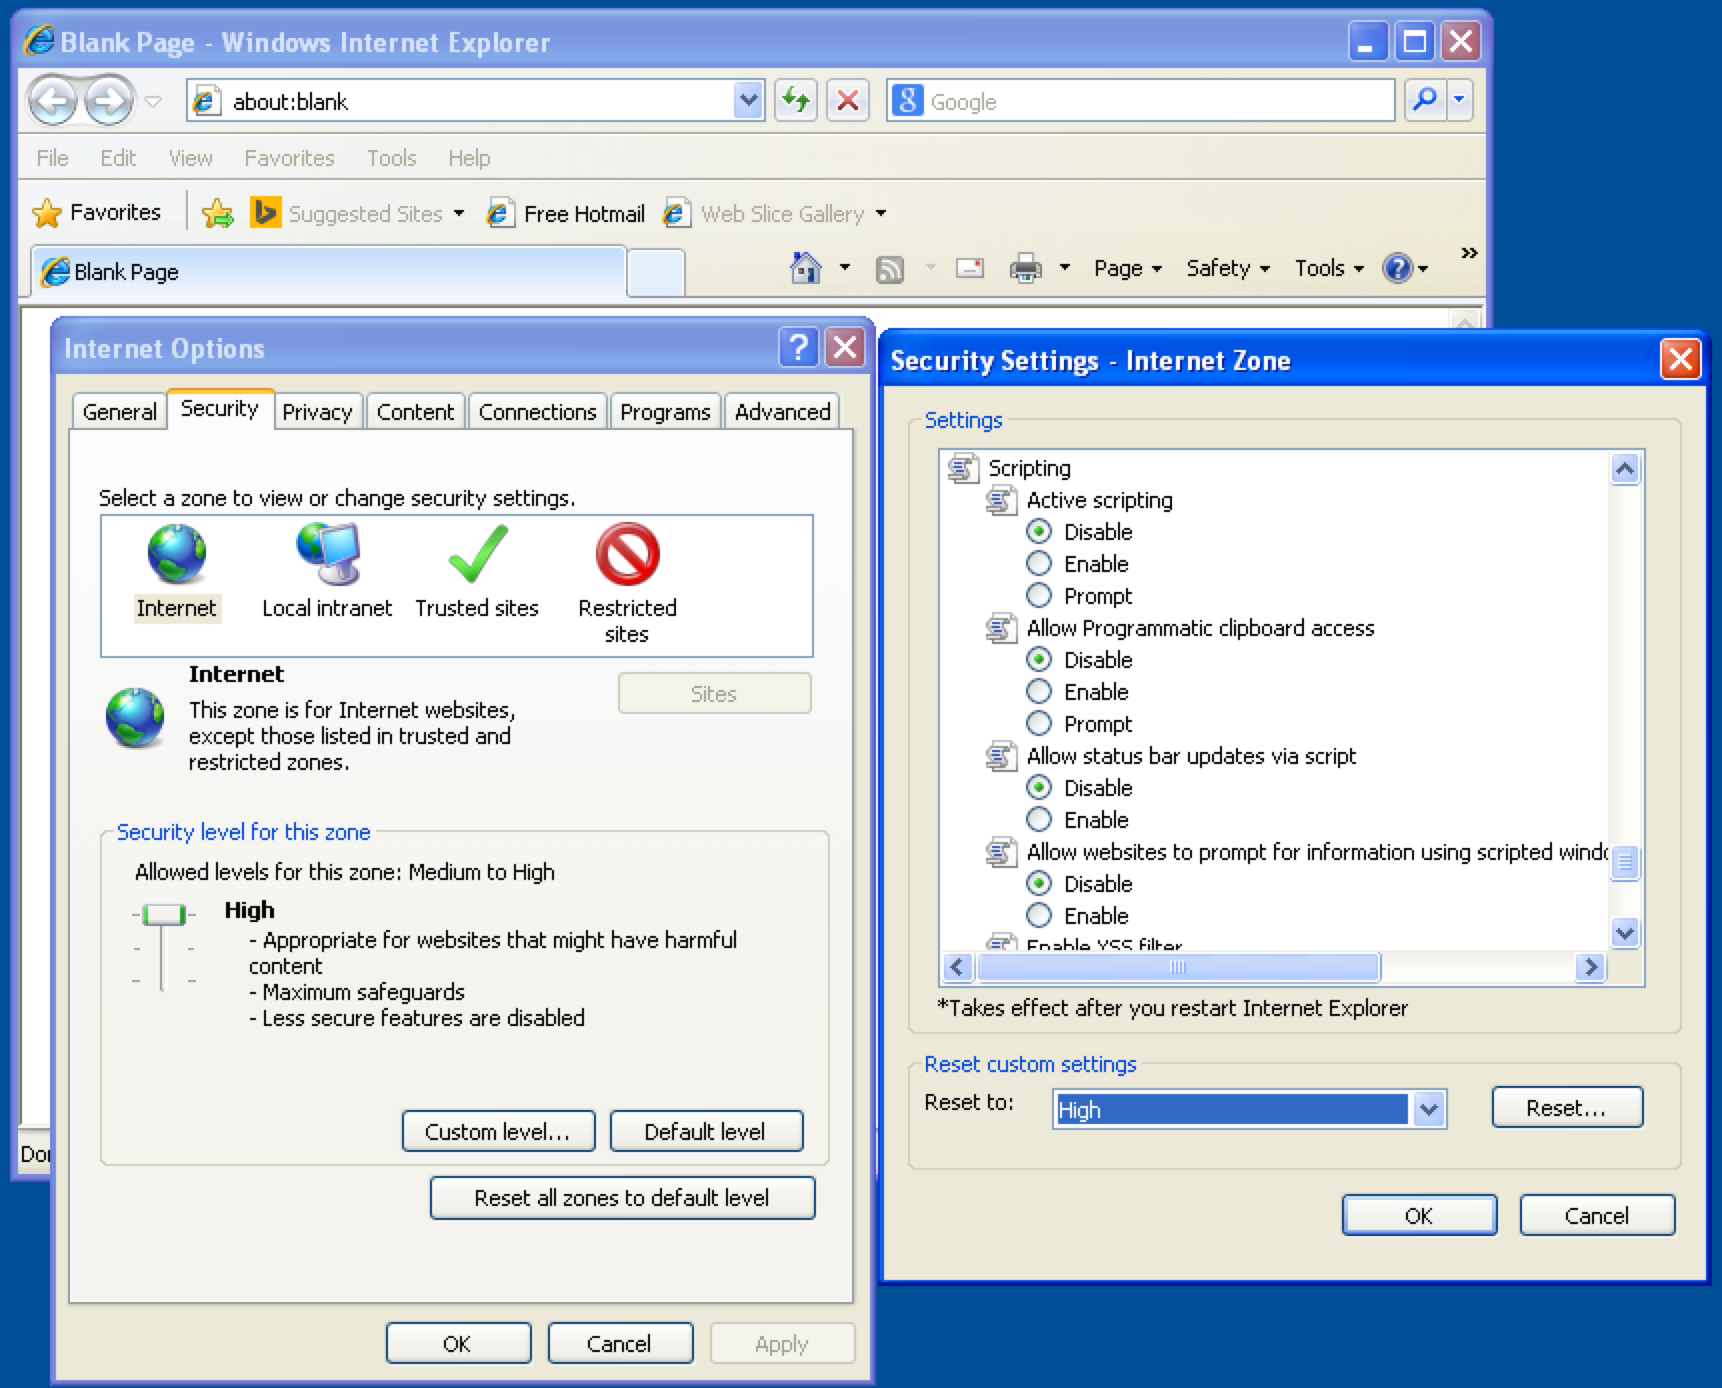 Blank Page - Windows Internet Explorer
about:blank
Google
File Edit View Favorites Tools Help
Favorites Suggested Sites Free Hotmail Web Slice Gallery
Blank Page
Page Safety Tools
Internet Options
General Security Privacy Content Connections Programs Advanced
Select a zone to view or change security settings.
Internet Local intranet Trusted sites Restricted
sites
Internet
Sites
This zone is for Internet websites,
except those listed in trusted and
restricted zones.
Security level for this zone
Allowed levels for this zone: Medium to High
High
- Appropriate for websites that might have harmful
content
- Maximum safeguards
- Less secure features are disabled
Custom level... Default level
Reset all zones to default level
OK Cancel Apply
Security Settings - Internet Zone
Settings
Scripting
Active scripting
Disable
Enable
Prompt
Allow Programmatic clipboard access
Disable
Enable
Prompt
Allow status bar updates via script
Disable
Enable
Allow websites to prompt for information using scripted
Disable
Enable
Enable XSS filter
*Takes effect after you restart Internet Explorer
Reset custom settings
Reset to: High Reset...
OK Cancel